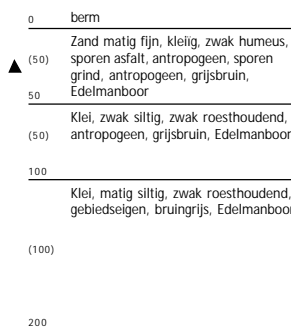 0 berm
Zand matig fijn, kleiïg, zwak humeus,
(50) sporen asfalt, antropogeen, sporen
grind, antropogeen, grijsbruin,
50 Edelmanboor
Klei, zwak siltig, zwak roesthoudend,
(50) antropogeen, grijsbruin, Edelmanboor
100
Klei, matig siltig, zwak roesthoudend,
gebiedseigen, bruingrijs, Edelmanboor
(100)
200